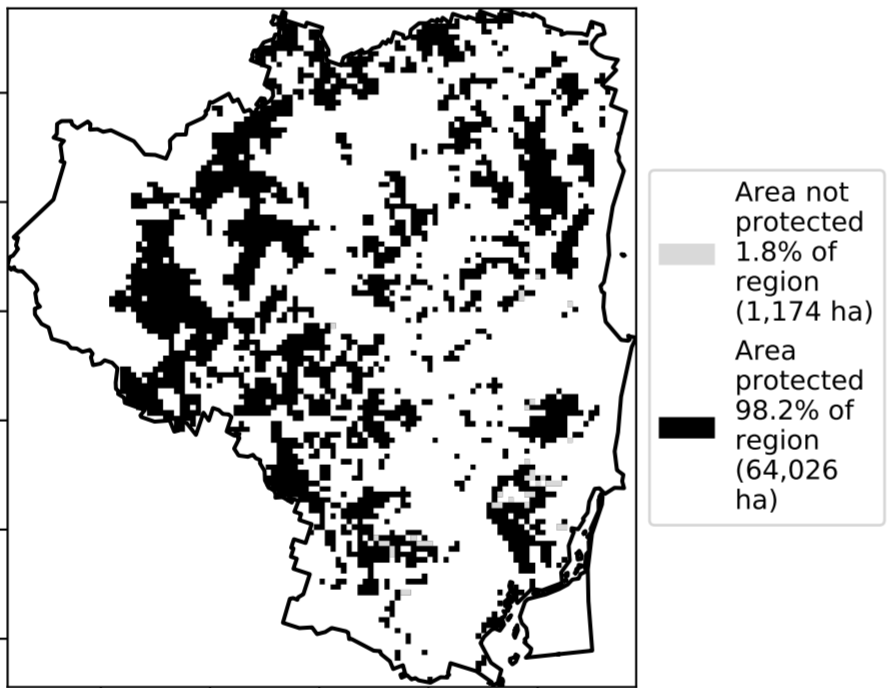 Area not
protected
1.8% of
region
(1,174 ha)
Area
protected
98.2% of
region
(64,026
ha)